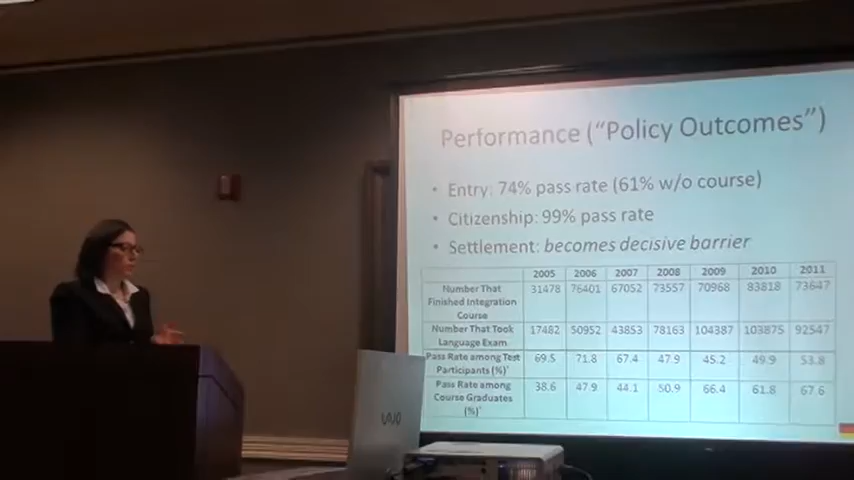 Performance ("Policy Outcomes")
• Entry: 74% pass rate (61% w/o course)
• Citizenship: 99% pass rate
• Settlement: becomes decisive barrier
2005 2006 2007 2008 2009 2010 2011
Number That Finished Integration Course 31478 76401 67052 73557 70968 83818 73647
Number That Took Language Exam 17482 50952 43853 78163 104387 103875 92547
Pass Rate among Test Participants (%)* 69.5 71.8 67.4 47.9 45.2 49.9 53.8
Pass Rate among Course Graduates (%)* 38.6 47.9 44.1 50.9 66.4 61.8 67.6
VAIO